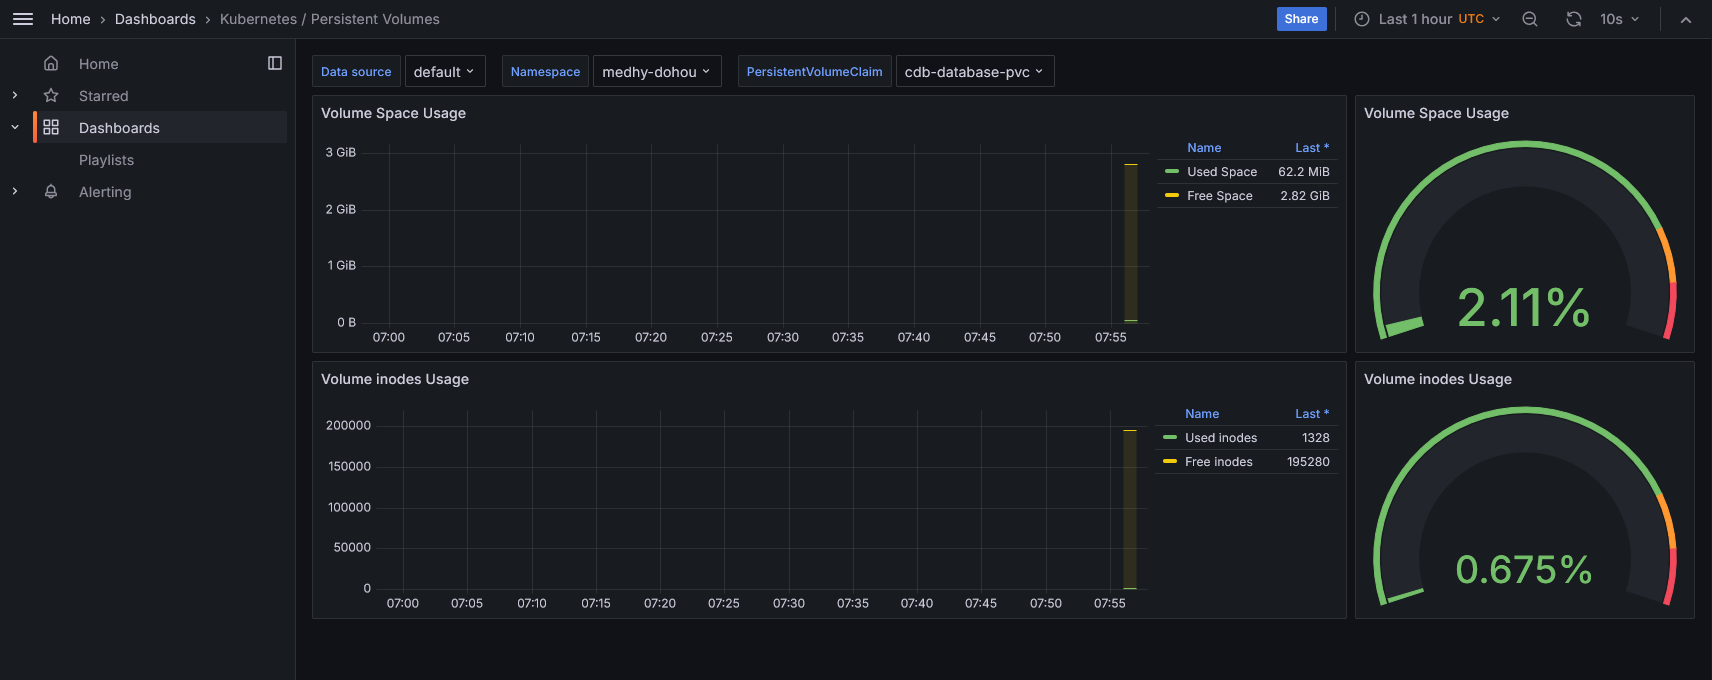 Home › Dashboards › Kubernetes / Persistent Volumes
Share
Last 1 hour UTC
10s
Home
Starred
Dashboards
Playlists
Alerting
Data source default Namespace medhy-dohou PersistentVolumeClaim cdb-database-pvc
Volume Space Usage
3 GiB
2 GiB
1 GiB
0 B
07:00 07:05 07:10 07:15 07:20 07:25 07:30 07:35 07:40 07:45 07:50 07:55
Name Last *
Used Space 62.2 MiB
Free Space 2.82 GiB
Volume Space Usage
2.11%
Volume inodes Usage
200000
150000
100000
50000
0
07:00 07:05 07:10 07:15 07:20 07:25 07:30 07:35 07:40 07:45 07:50 07:55
Name Last *
Used inodes 1328
Free inodes 195280
Volume inodes Usage
0.675%